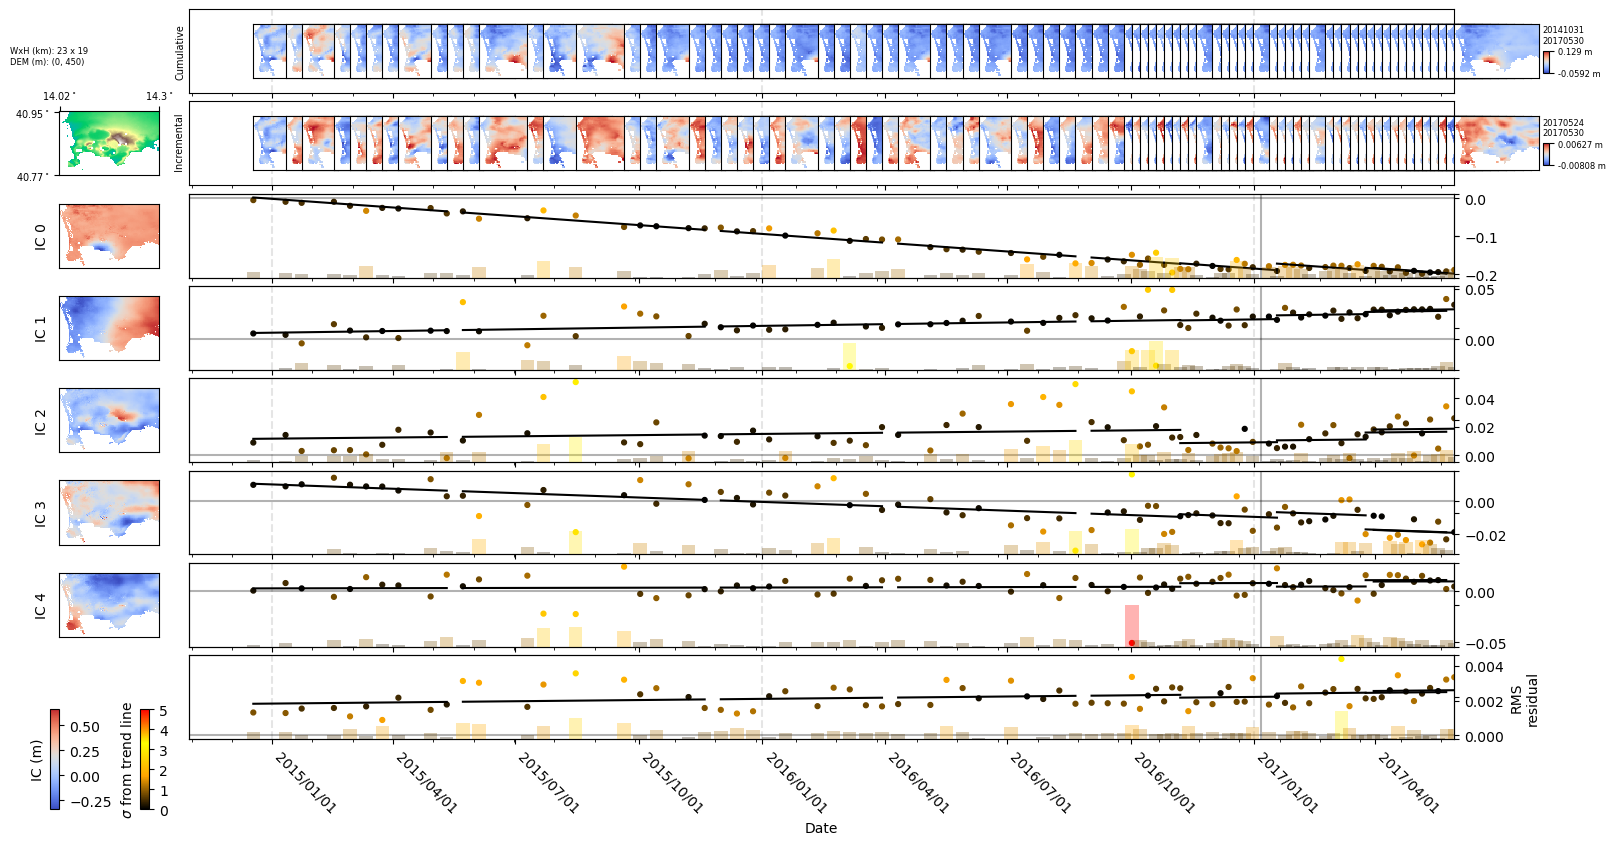 WxH (km): 23 x 19
DEM (m): (0, 450)
Cumulative
20141031
20170530
0.129 m
-0.0592 m
14.02°
14.3°
40.95°
40.77°
Incremental
20170524
20170530
0.00627 m
-0.00808 m
IC 0
0.0
−0.1
−0.2
IC 1
0.05
0.00
IC 2
0.04
0.02
0.00
IC 3
0.00
−0.02
IC 4
0.00
−0.05
0.004
0.002
0.000
RMS
residual
IC (m)
0.50
0.25
0.00
−0.25
σ from trend line
5
4
3
2
1
0
2015/01/01
2015/04/01
2015/07/01
2015/10/01
2016/01/01
2016/04/01
2016/07/01
2016/10/01
2017/01/01
2017/04/01
Date